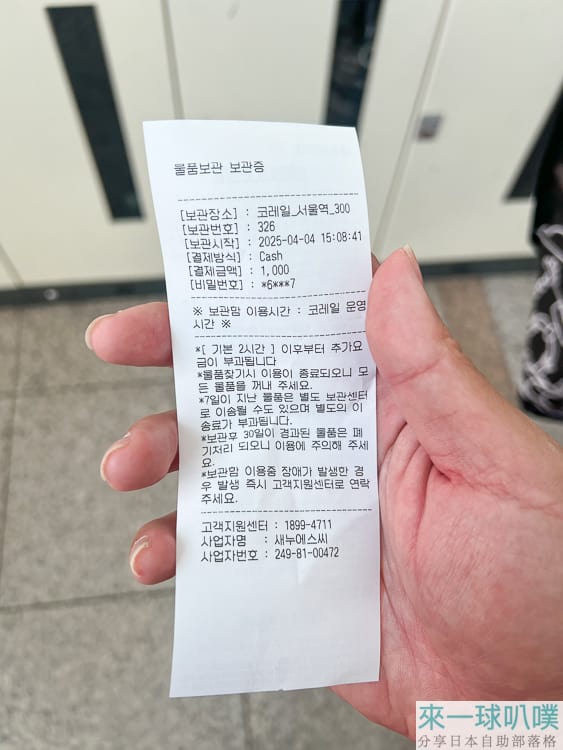 물품보관 보관증
[보관장소] : 코레일_서울역_300
[보관번호] : 326
[보관시작] : 2025-04-04 15:08:41
[결제방식] : Cash
[결제금액] : 1,000
[비밀번호] : *6***7
※ 보관함 이용시간 : 코레일 운영
시간 ※
*[ 기본 2시간 ] 이후부터 추가요
금이 부과됩니다
*물품찾기시 이용이 종료되오니 모
든 물품을 꺼내 주세요.
*7일이 지난 물품은 별도 보관센터
로 이송될 수도 있으며 별도의 이
송료가 부과됩니다.
*보관후 30일이 경과된 물품은 폐
기처리 되오니 이용에 주의해 주세
요.
*보관함 이용중 장애가 발생한 경
우 발생 즉시 고객지원센터로 연락
주세요.
고객지원센터 : 1899-4711
사업자명 : 새누에스씨
사업자번호 : 249-81-00472
來一球叭噗
分享日本自助部落格